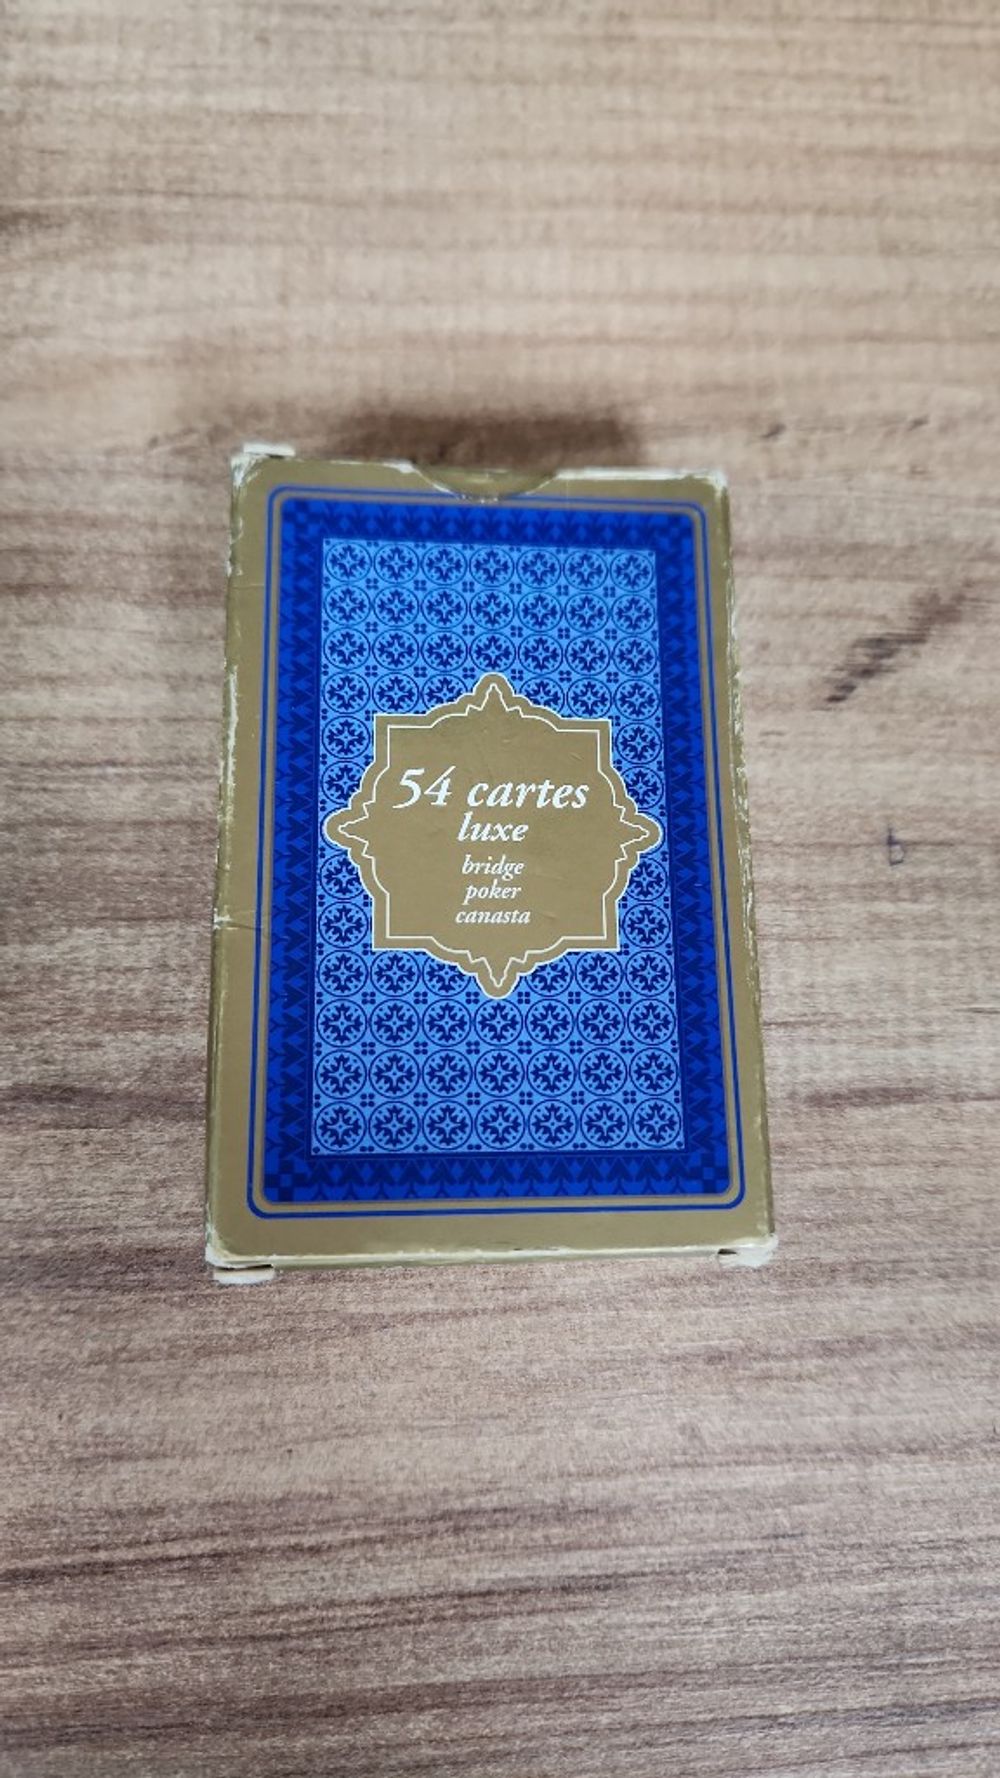 54 cartes
luxe
bridge
poker
canasta